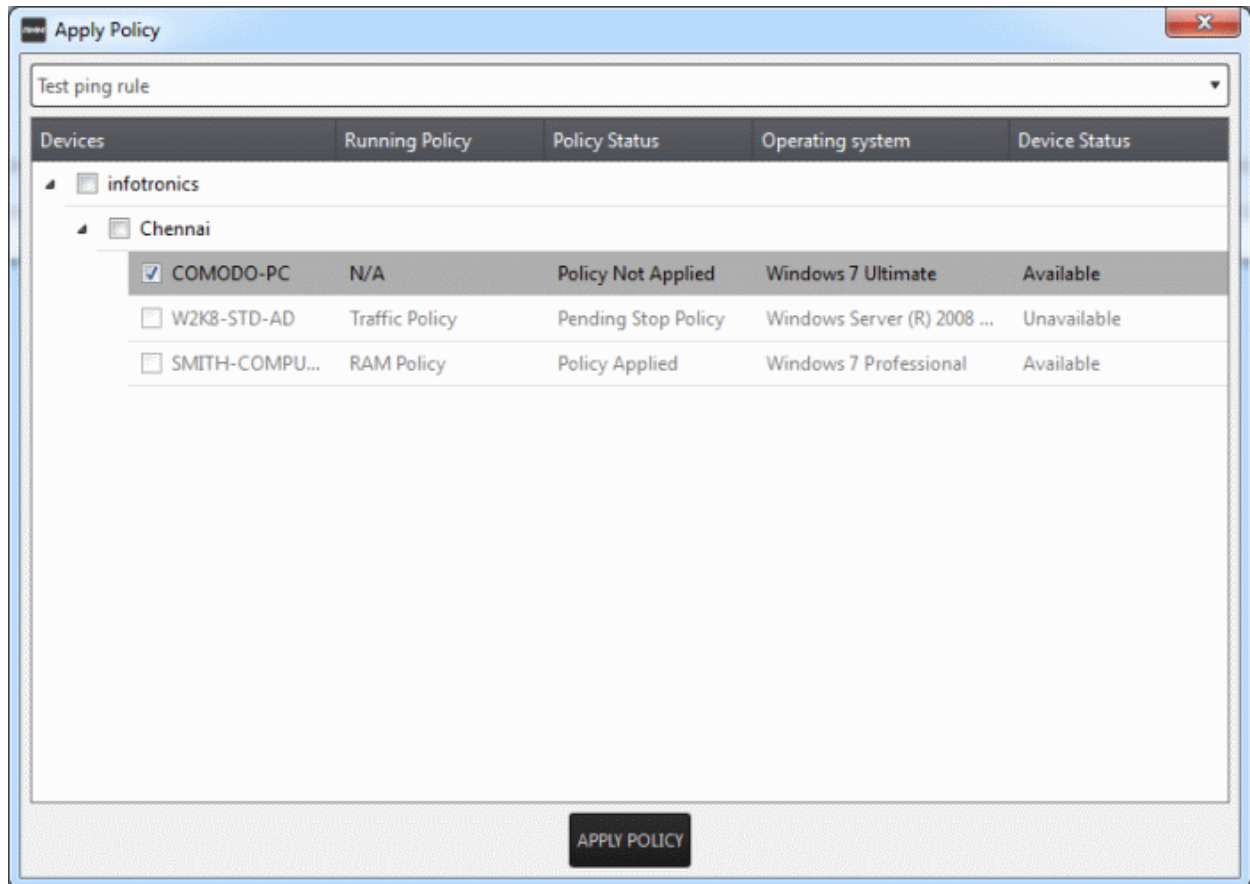 Apply Policy
Test ping rule
Devices Running Policy Policy Status Operating system Device Status
infotronics
Chennai
COMODO-PC N/A Policy Not Applied Windows 7 Ultimate Available
W2K8-STD-AD Traffic Policy Pending Stop Policy Windows Server (R) 2008 ... Unavailable
SMITH-COMPU... RAM Policy Policy Applied Windows 7 Professional Available
APPLY POLICY